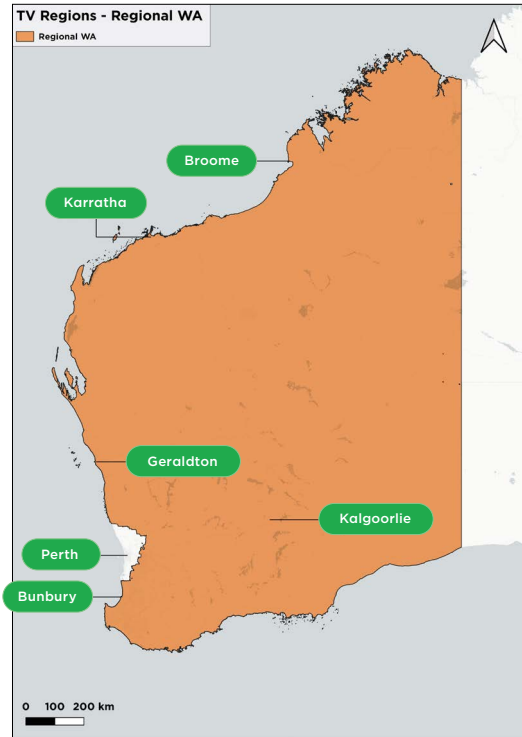 TV Regions - Regional WA
Regional WA
Broome
Karratha
Geraldton
Kalgoorlie
Perth
Bunbury
0 100 200 km